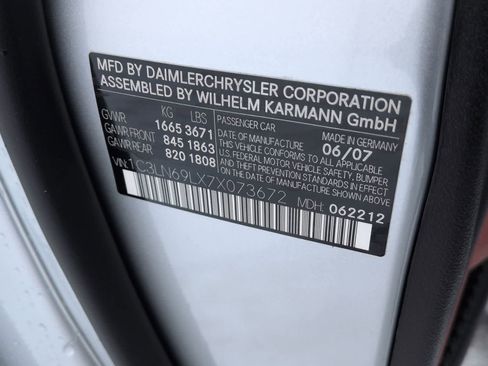 MFD BY DAIMLERCHRYSLER CORPORATION
ASSEMBLED BY WILHELM KARMANN GmbH
KG LBS PASSENGER CAR MADE IN GERMANY
GVWR: 1665 3671 DATE OF MANUFACTURE 06/07
GAWR FRONT 845 1863 THIS VEHICLE CONFORMS TO ALL APPLICABLE
GAWR REAR: 820 1808 U.S. FEDERAL MOTOR VEHICLE SAFETY, BUMPER
AND THEFT PREVENTION STANDARDS IN
EFFECT ON THE DATE OF MANUFACTURE SHOWN ABOVE
VIN: 1C3LN69LX7X073672 MDH: 062212